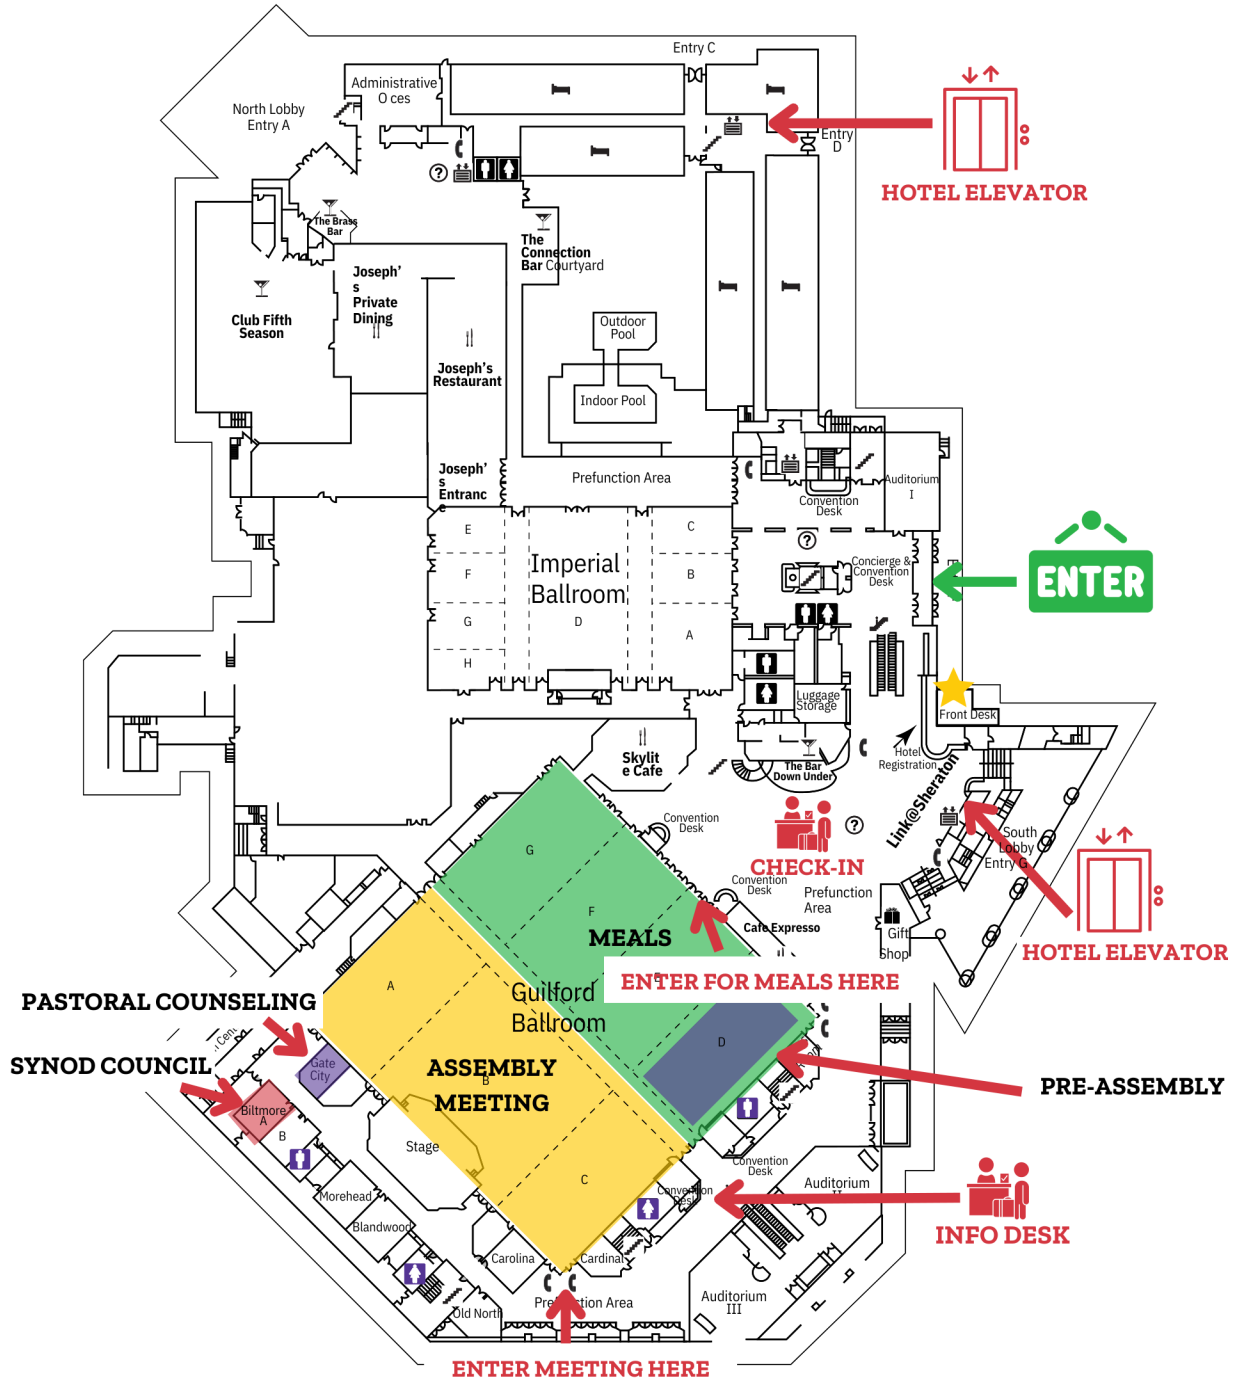 Entry C
Administrative
O ces
North Lobby
Entry A
Entry
D
HOTEL ELEVATOR
?
The Brass
Bar
The
Connection
Bar Courtyard
Joseph'
s
Private
Dining
Club Fifth
Season
Outdoor
Pool
Joseph's
Restaurant
Indoor Pool
Joseph'
s
Entranc
e
Prefunction Area
Auditorium
I
Convention
Desk
E
C
?
Imperial
Ballroom
Concierge &
Convention
Desk
F
B
ENTER
G
D
A
H
Luggage
Storage
Front Desk
Hotel
Registration
Skylit
e Cafe
The Bar
Down Under
Link@Sheraton
Convention
Desk
?
South
Lobby
Entry G
G
CHECK-IN
Convention
Desk
Prefunction
Area
F
MEALS
Cafe Expresso
Gift
Shop
HOTEL ELEVATOR
ENTER FOR MEALS HERE
A
Guilford
Ballroom
PASTORAL COUNSELING
D
SYNOD COUNCIL
Gate
City
ASSEMBLY
B
MEETING
PRE-ASSEMBLY
Biltmore
A
B
Stage
Convention
Desk
Auditorium
II
C
Convention
Desk
Morehead
INFO DESK
Blandwood
Carolina
Cardinal
Old North
Prefunction Area
Auditorium
III
ENTER MEETING HERE